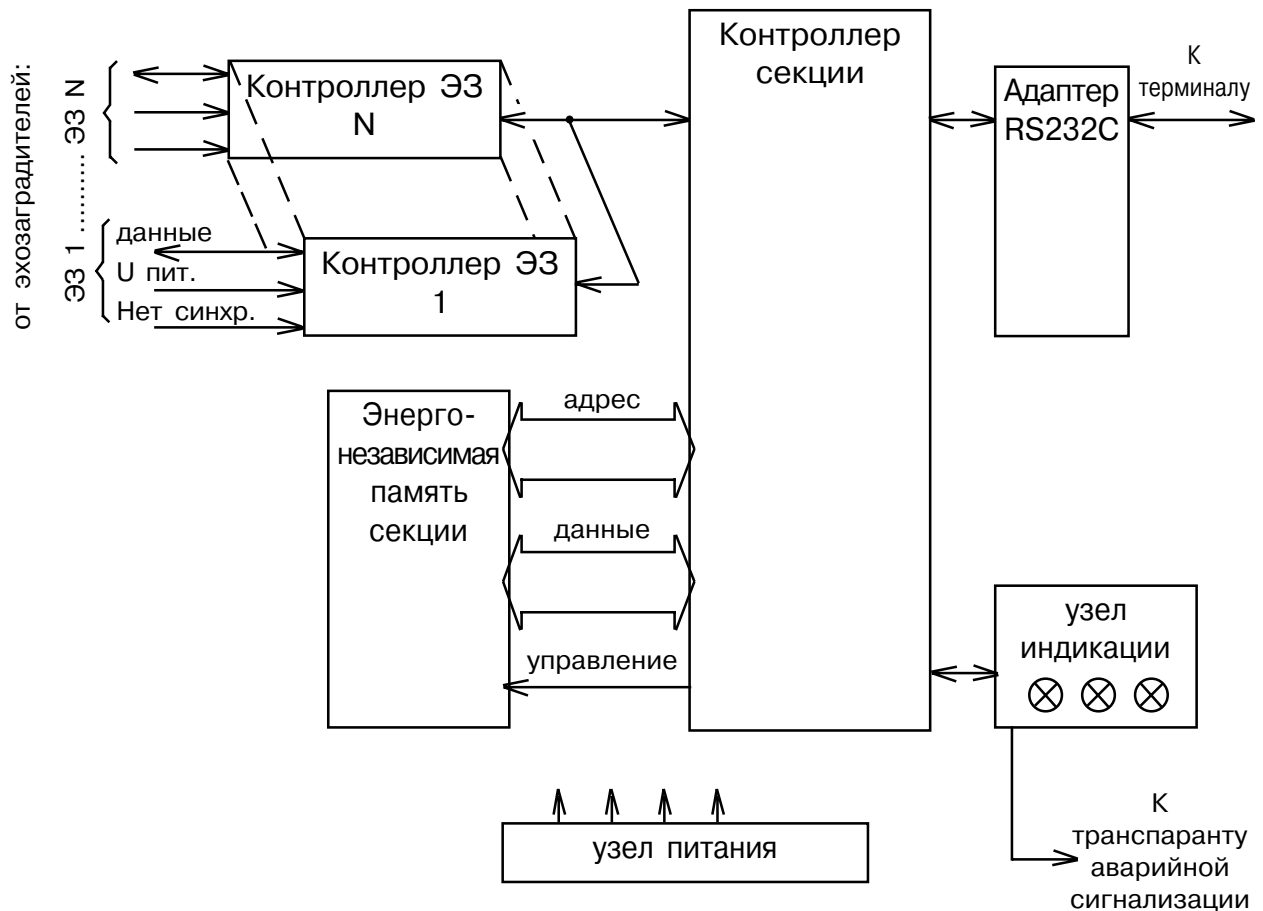 от эхозаградителей:
ЭЗ 1 .......... ЭЗ N
Контроллер ЭЗ
N
данные
U пит.
Нет синхр.
Контроллер ЭЗ
1
Контроллер
секции
Адаптер
RS232C
К
терминалу
Энерго-
независимая
память
секции
адрес
данные
управление
узел
индикации
узел питания
К
транспаранту
аварийной
сигнализации